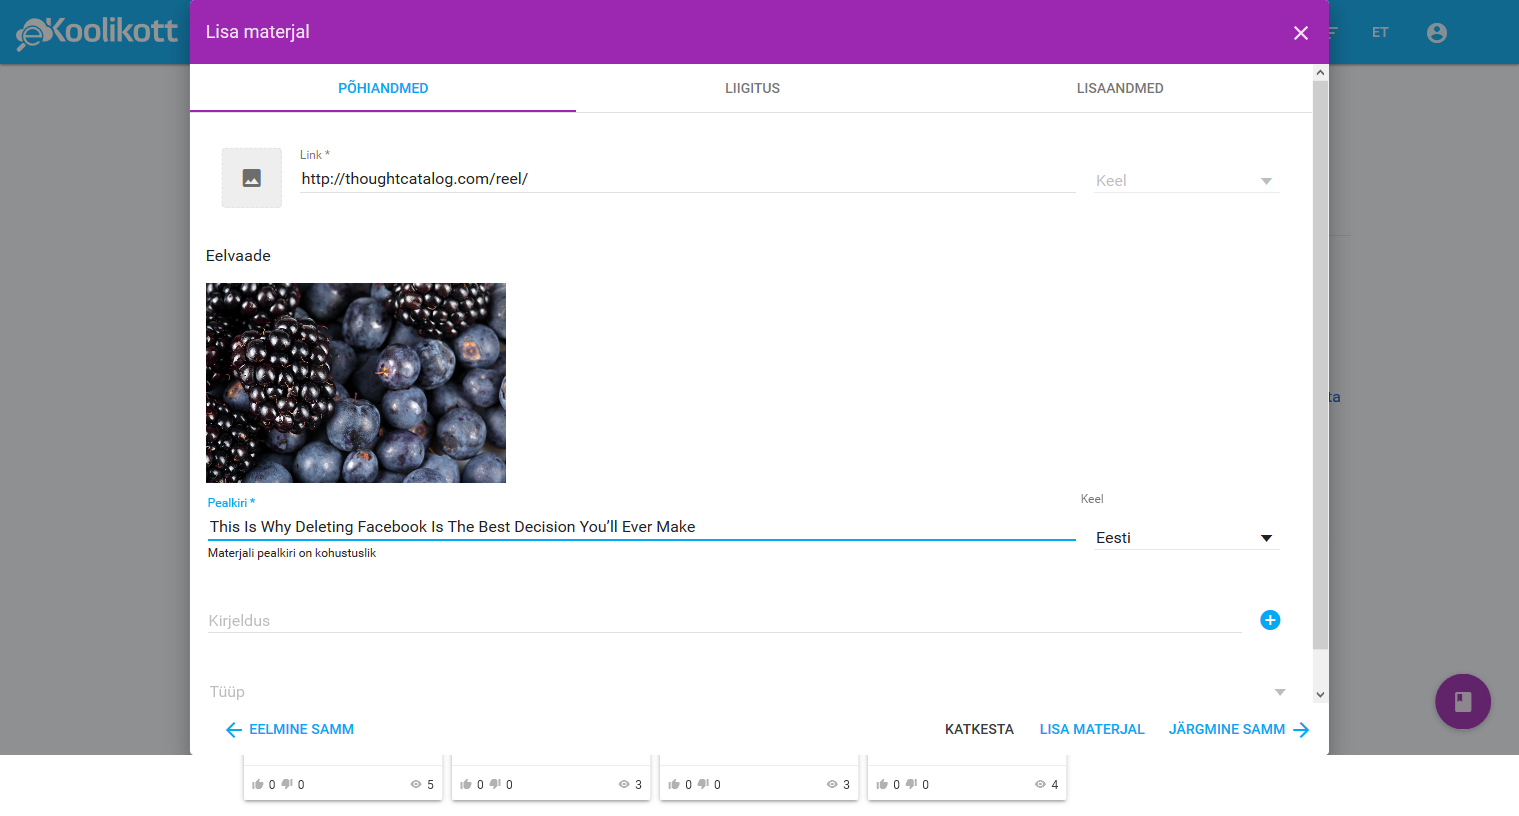 eKoolikott
ET
Lisa materjal
PÕHIANDMED
LIIGITUS
LISAANDMED
Link *
http://thoughtcatalog.com/reel/
Keel
Eelvaade
Pealkiri *
Keel
This Is Why Deleting Facebook Is The Best Decision You’ll Ever Make
Eesti
Materjali pealkiri on kohustuslik
Kirjeldus
Tüüp
EELMINE SAMM
KATKESTA
LISA MATERJAL
JÄRGMINE SAMM
ta
0 0 5
0 0 3
0 0 3
0 0 4